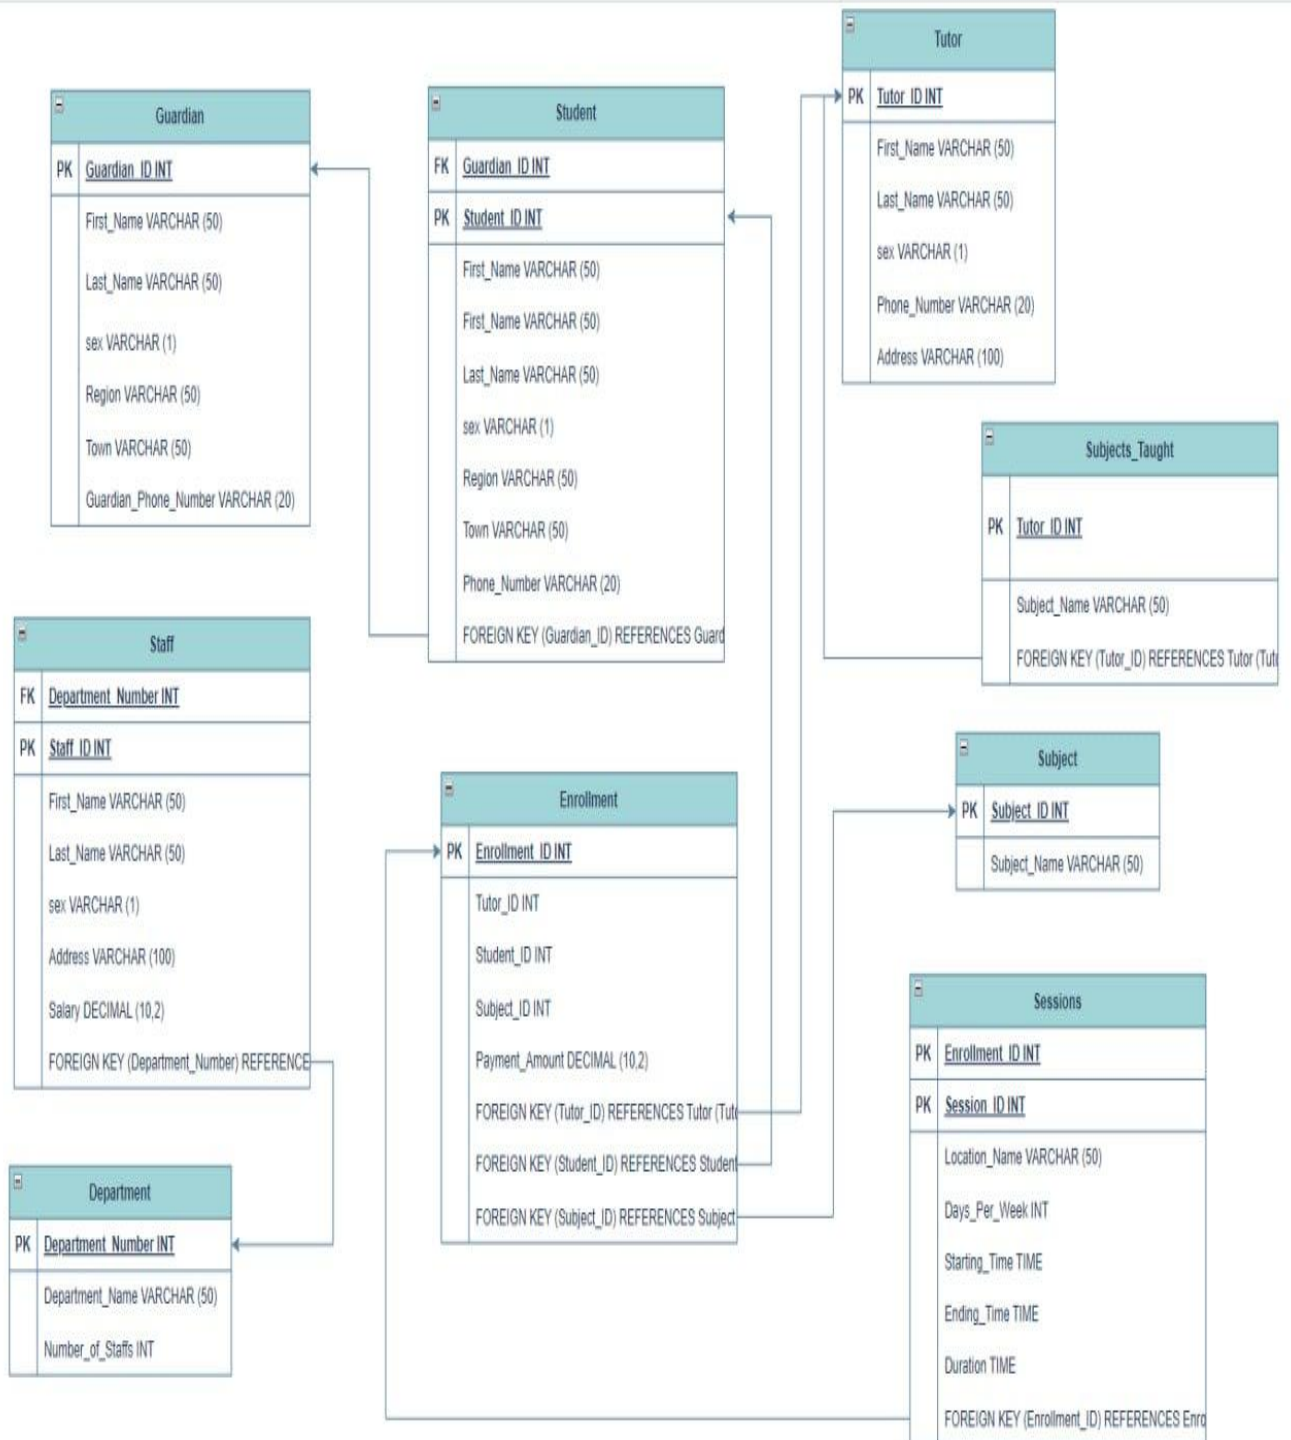 Guardian
PK Guardian_ID INT
First_Name VARCHAR (50)
Last_Name VARCHAR (50)
sex VARCHAR (1)
Region VARCHAR (50)
Town VARCHAR (50)
Guardian_Phone_Number VARCHAR (20)
Student
FK Guardian_ID INT
PK Student_ID INT
First_Name VARCHAR (50)
First_Name VARCHAR (50)
Last_Name VARCHAR (50)
sex VARCHAR (1)
Region VARCHAR (50)
Town VARCHAR (50)
Phone_Number VARCHAR (20)
FOREIGN KEY (Guardian_ID) REFERENCES Guard
Tutor
PK Tutor_ID INT
First_Name VARCHAR (50)
Last_Name VARCHAR (50)
sex VARCHAR (1)
Phone_Number VARCHAR (20)
Address VARCHAR (100)
Subjects_Taught
PK Tutor_ID INT
Subject_Name VARCHAR (50)
FOREIGN KEY (Tutor_ID) REFERENCES Tutor (Tut
Staff
FK Department_Number INT
PK Staff_ID INT
First_Name VARCHAR (50)
Last_Name VARCHAR (50)
sex VARCHAR (1)
Address VARCHAR (100)
Salary DECIMAL (10,2)
FOREIGN KEY (Department_Number) REFERENCE
Enrollment
PK Enrollment_ID INT
Tutor_ID INT
Student_ID INT
Subject_ID INT
Payment_Amount DECIMAL (10,2)
FOREIGN KEY (Tutor_ID) REFERENCES Tutor (Tut
FOREIGN KEY (Student_ID) REFERENCES Student
FOREIGN KEY (Subject_ID) REFERENCES Subject
Subject
PK Subject_ID INT
Subject_Name VARCHAR (50)
Department
PK Department_Number INT
Department_Name VARCHAR (50)
Number_of_Staffs INT
Sessions
PK Enrollment_ID INT
PK Session_ID INT
Location_Name VARCHAR (50)
Days_Per_Week INT
Starting_Time TIME
Ending_Time TIME
Duration TIME
FOREIGN KEY (Enrollment_ID) REFERENCES Enro